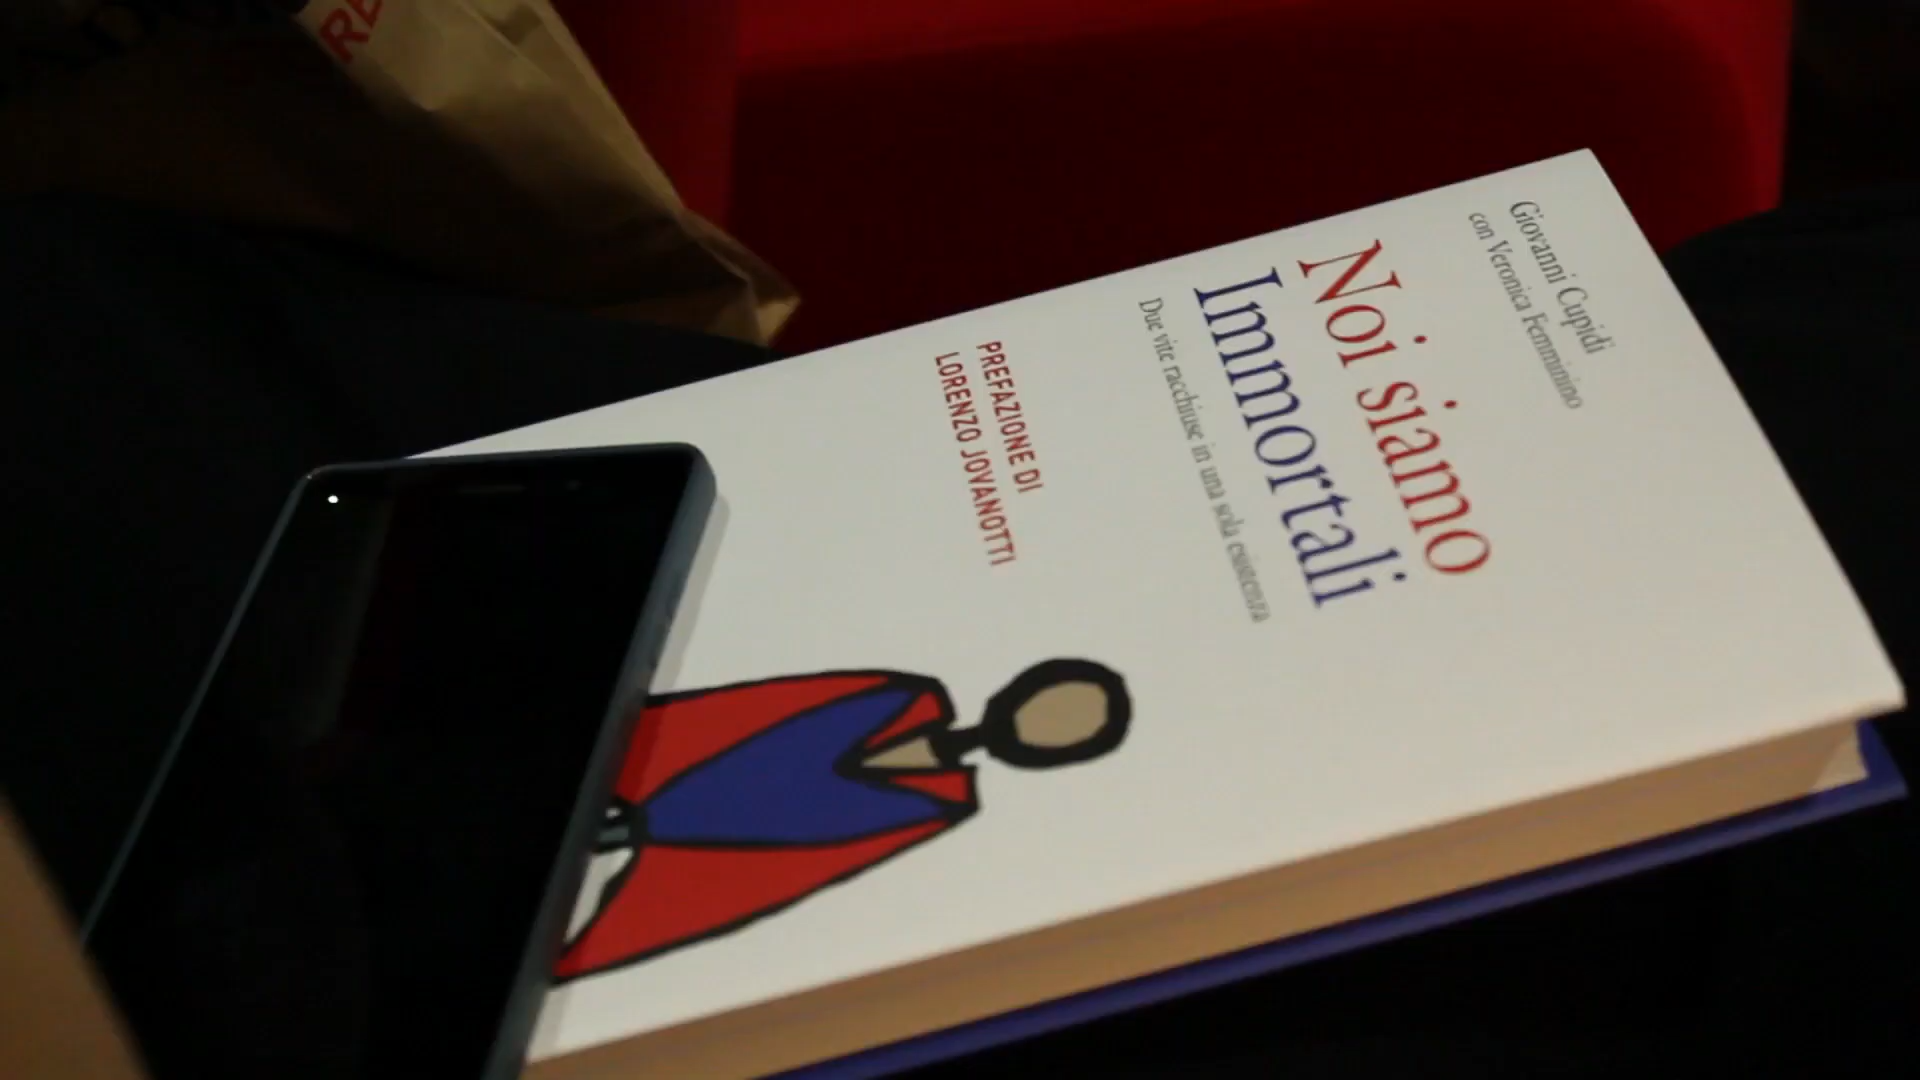 Giovanni Cupidi
con Veronica Femminino
Noi siamo
Immortali
Due vite racchiuse in una sola esistenza
PREFAZIONE DI
LORENZO JOVANOTTI